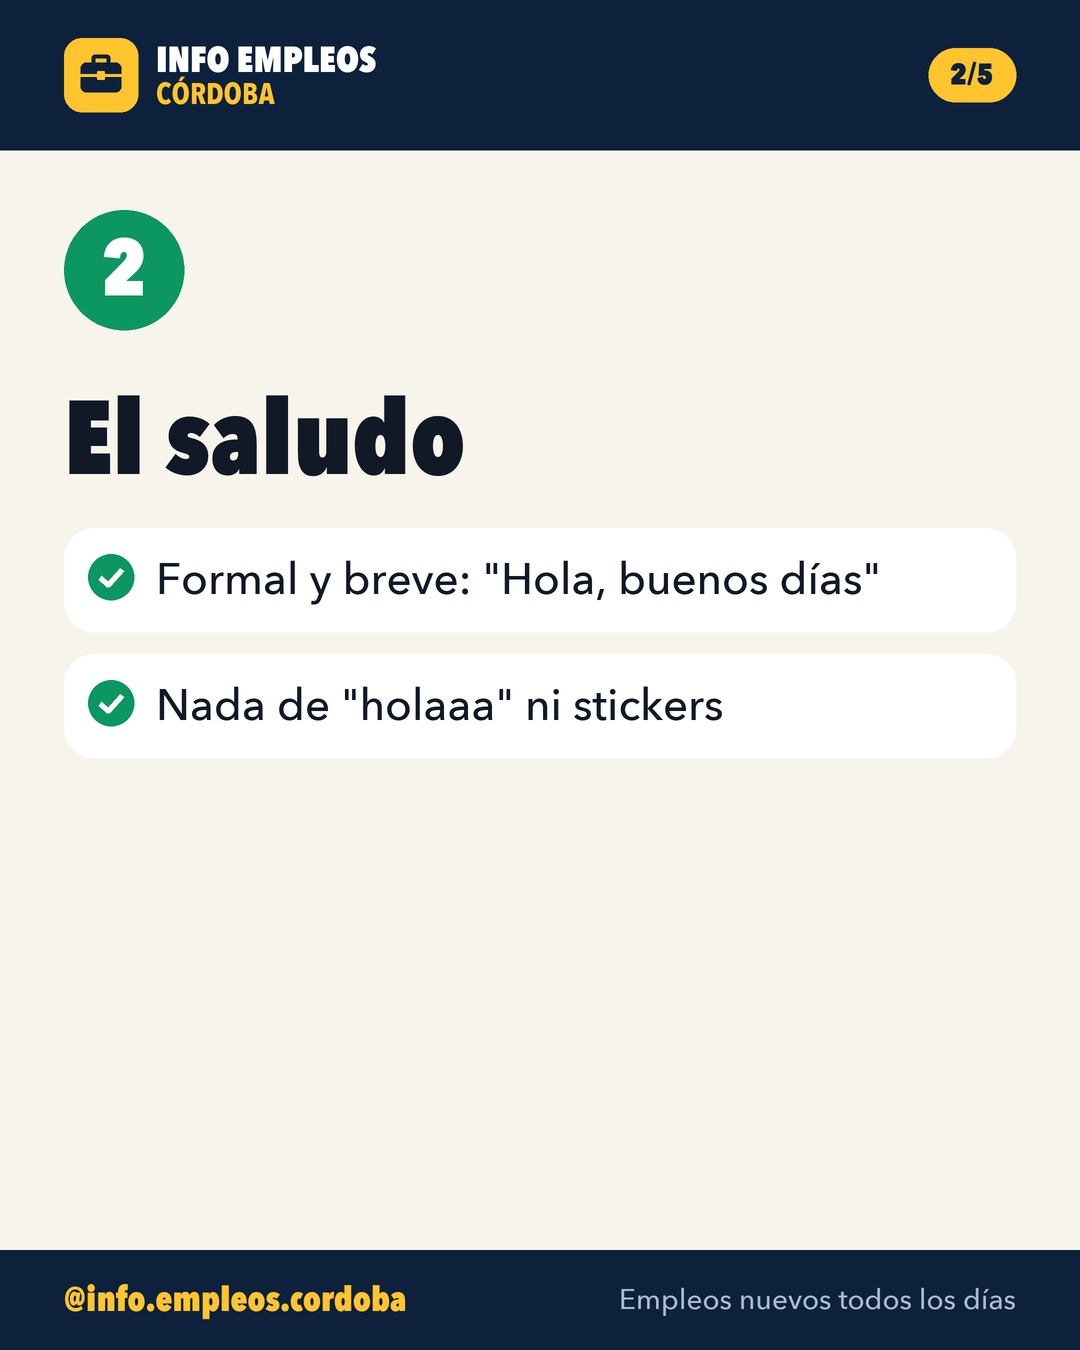 INFO EMPLEOS
CÓRDOBA
2/5
2
El saludo
Formal y breve: "Hola, buenos días"
Nada de "holaaa" ni stickers
@info.empleos.cordoba
Empleos nuevos todos los días